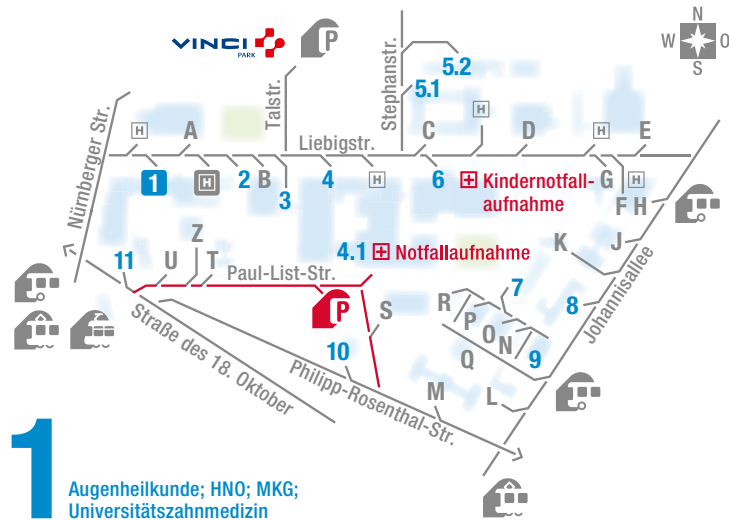 VINCI
PARK
P
N
W O
S
5.2
5.1
Stephanstr.
Talstr.
Nürnberger Str.
H
A
Liebigstr.
C
H
D
H
E
1
H
2
B
3
4
H
6
Kindernotfall-
aufnahme
G
F
H
H
4.1
Notfallaufnahme
K
J
Johannisallee
11
U
Z
T
Paul-List-Str.
P
S
R
P
O
N
7
8
9
Q
Straße des 18. Oktober
10
Philipp-Rosenthal-Str.
M
L
1
Augenheilkunde; HNO; MKG;
Universitätszahnmedizin